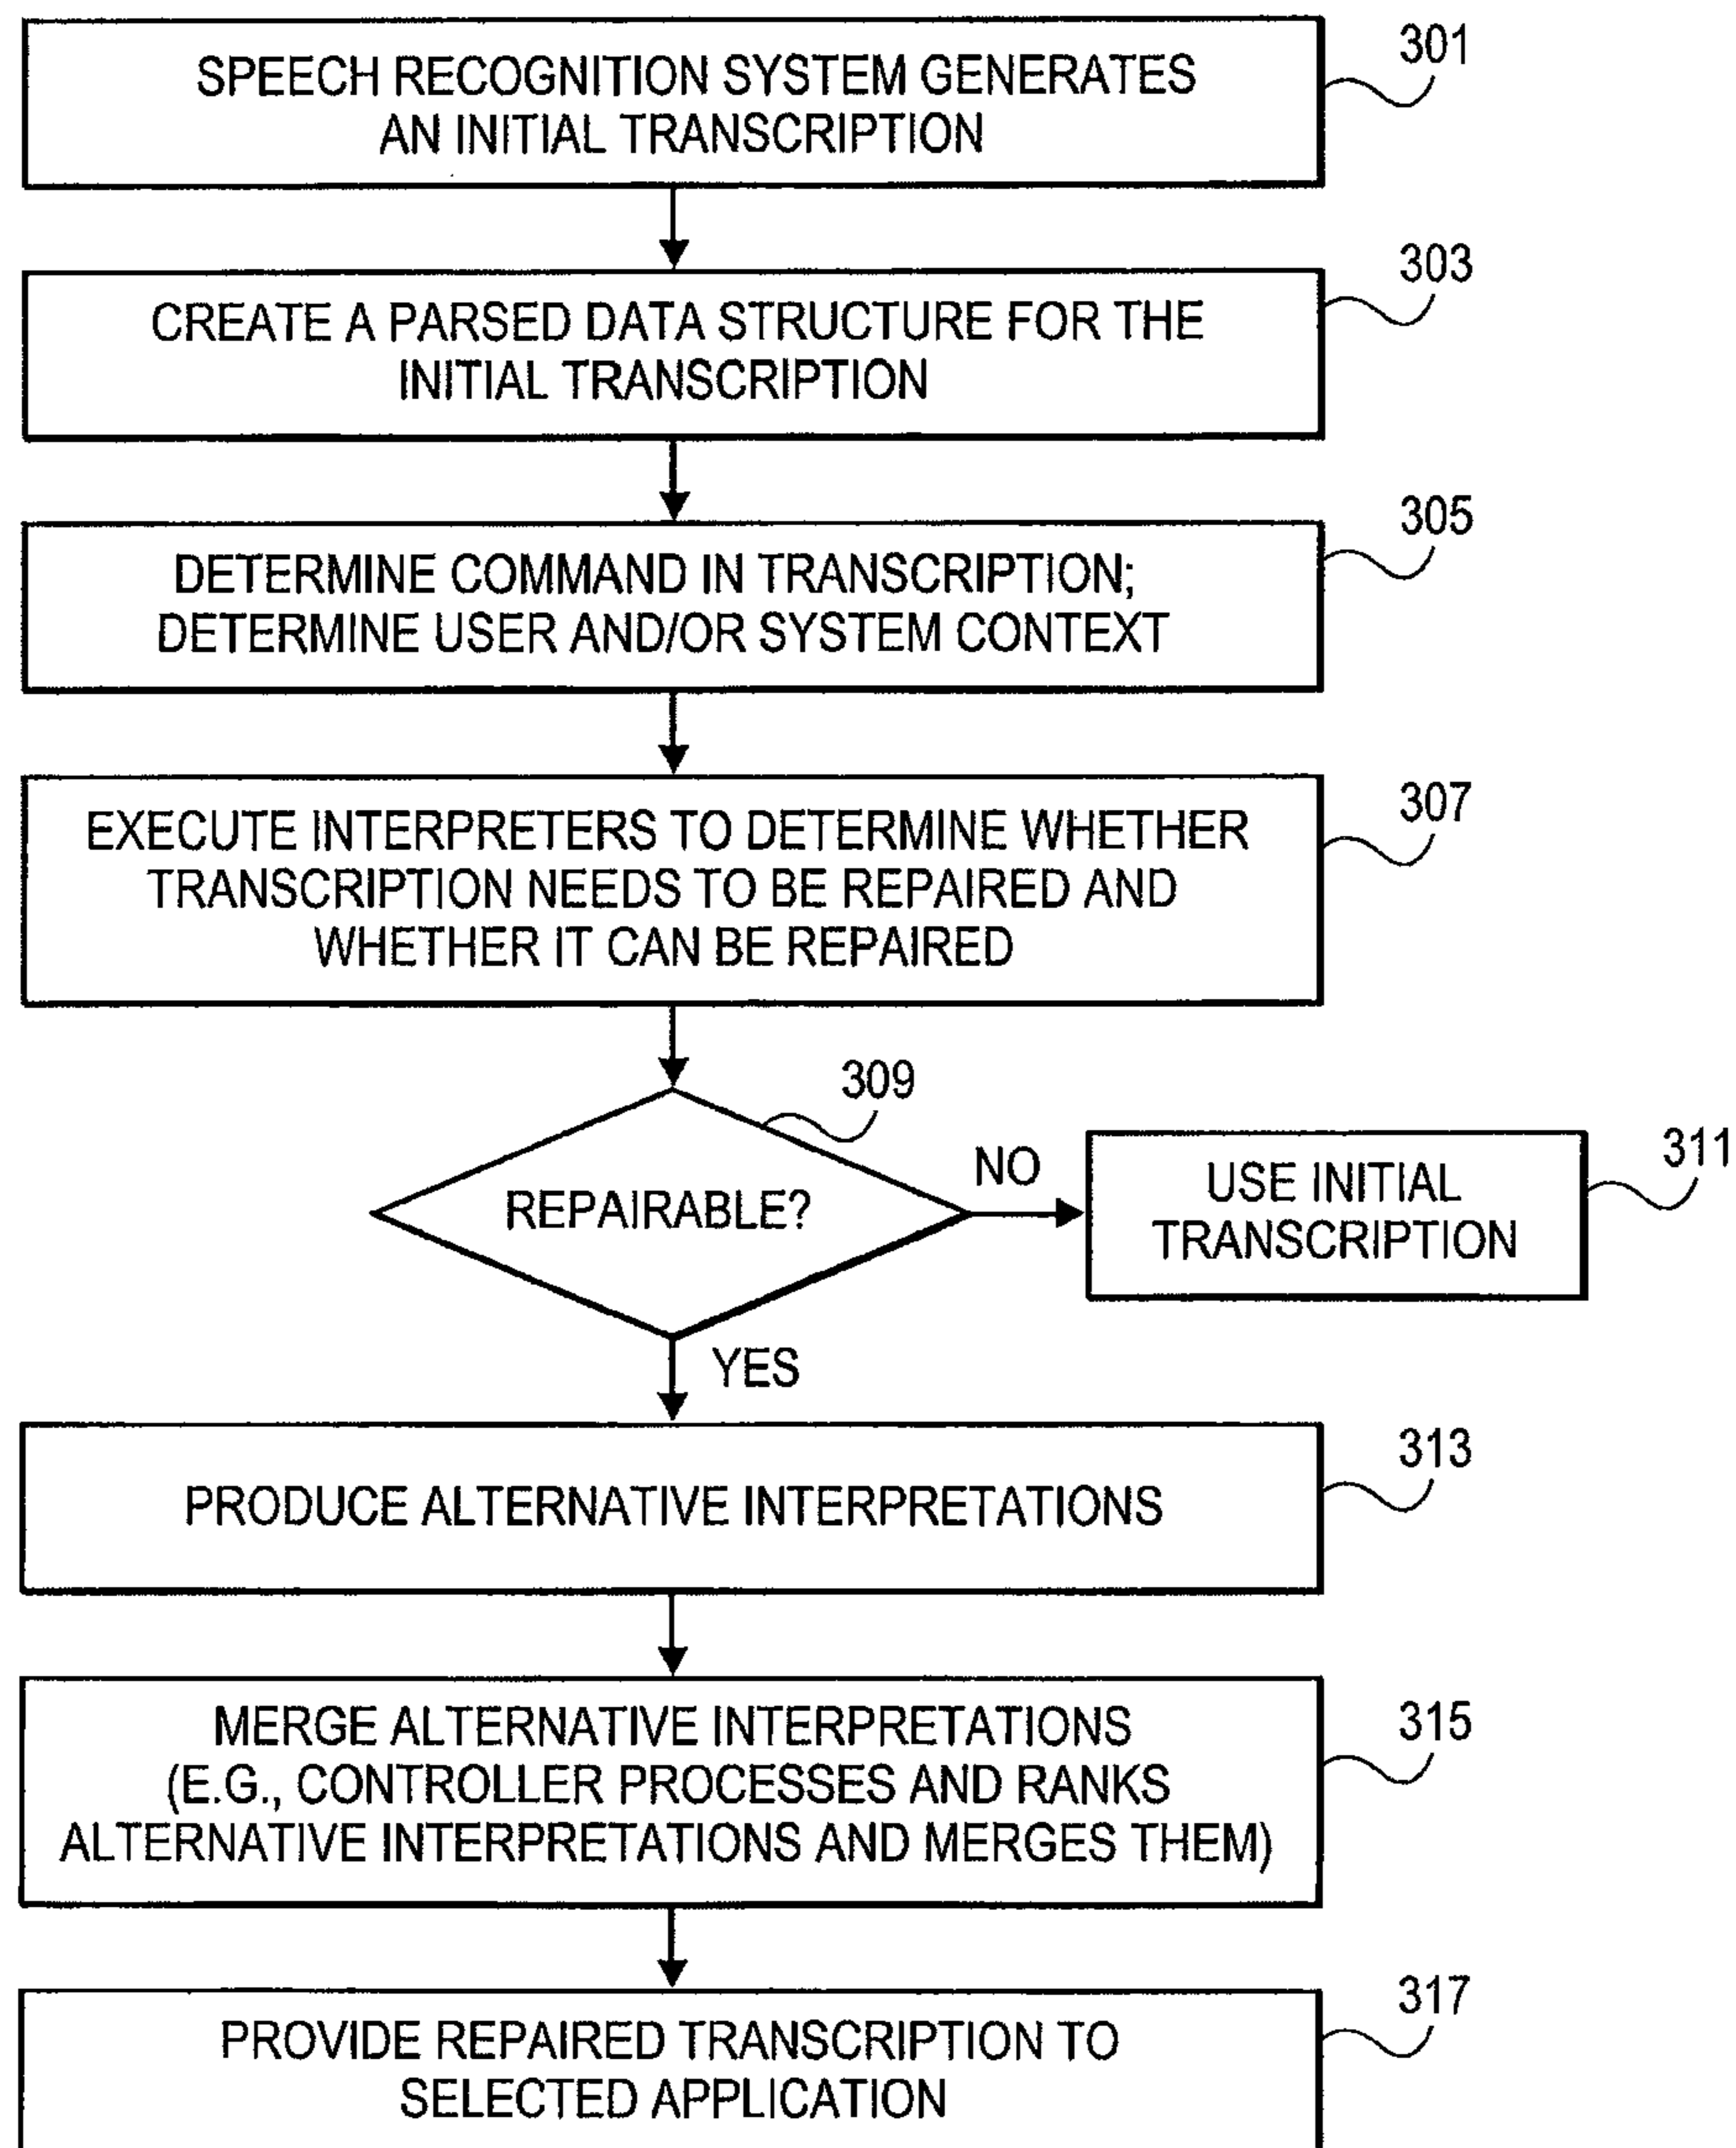 301
SPEECH RECOGNITION SYSTEM GENERATES
AN INITIAL TRANSCRIPTION
303
CREATE A PARSED DATA STRUCTURE FOR THE
INITIAL TRANSCRIPTION
305
DETERMINE COMMAND IN TRANSCRIPTION;
DETERMINE USER AND/OR SYSTEM CONTEXT
307
EXECUTE INTERPRETERS TO DETERMINE WHETHER
TRANSCRIPTION NEEDS TO BE REPAIRED AND
WHETHER IT CAN BE REPAIRED
309
REPAIRABLE?
NO
311
USE INITIAL
TRANSCRIPTION
YES
313
PRODUCE ALTERNATIVE INTERPRETATIONS
315
MERGE ALTERNATIVE INTERPRETATIONS
(E.G., CONTROLLER PROCESSES AND RANKS
ALTERNATIVE INTERPRETATIONS AND MERGES THEM)
317
PROVIDE REPAIRED TRANSCRIPTION TO
SELECTED APPLICATION